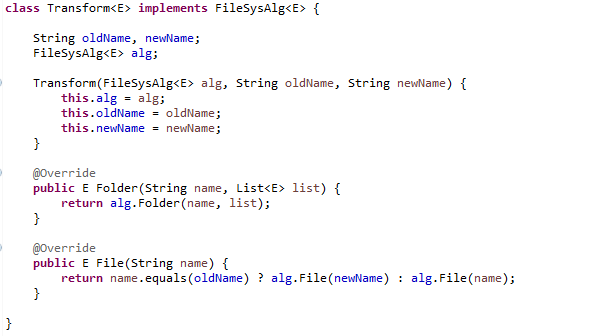 class Transform<E> implements FileSysAlg<E> {
String oldName, newName;
FileSysAlg<E> alg;
Transform(FileSysAlg<E> alg, String oldName, String newName) {
this.alg = alg;
this.oldName = oldName;
this.newName = newName;
}
@Override
public E Folder(String name, List<E> list) {
return alg.Folder(name, list);
}
@Override
public E File(String name) {
return name.equals(oldName) ? alg.File(newName) : alg.File(name);
}
}